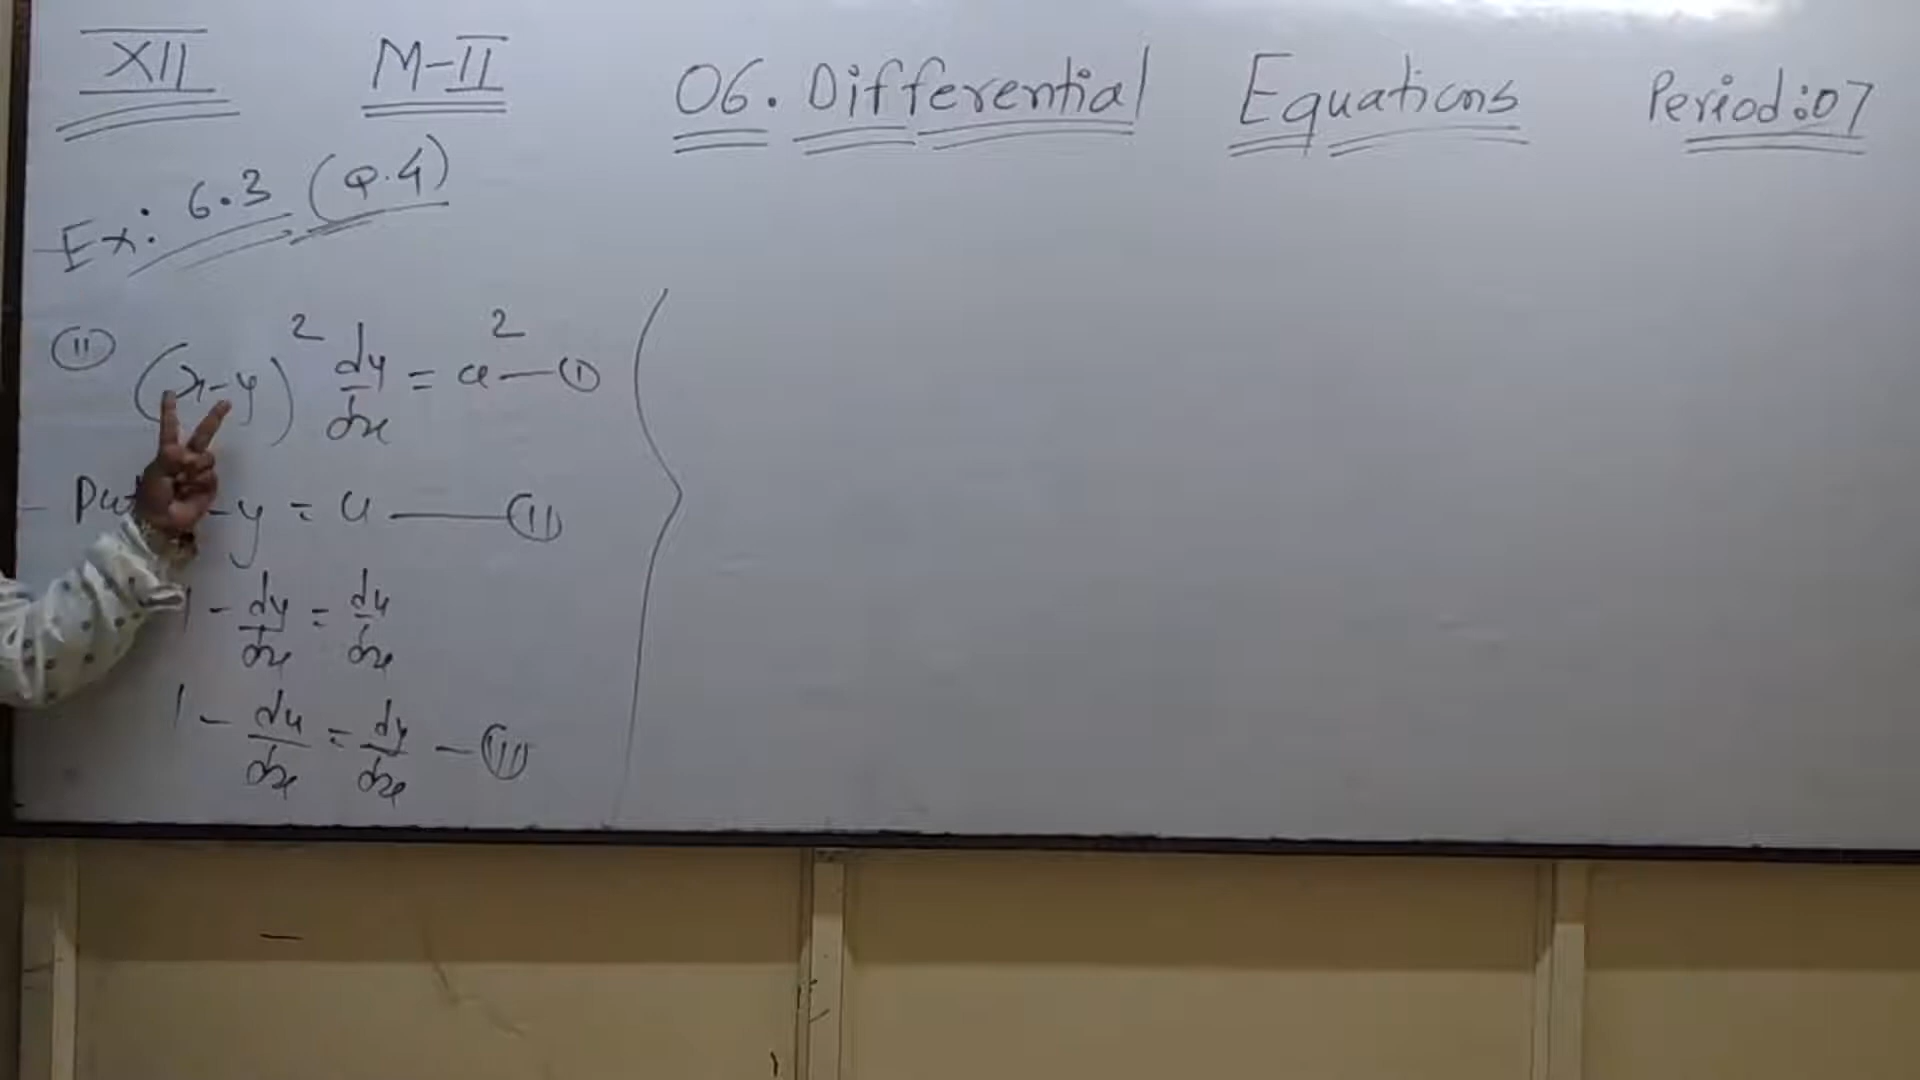 XII M-II 06. Differential Equations Period:07
Ex: 6.3 (Q.4)
(ii) (x-y)² dy/dx = a² — (I)
Put -y = u — (II)
1 - dy/dx = du/dx
1 - du/dx = dy/dx — (III)